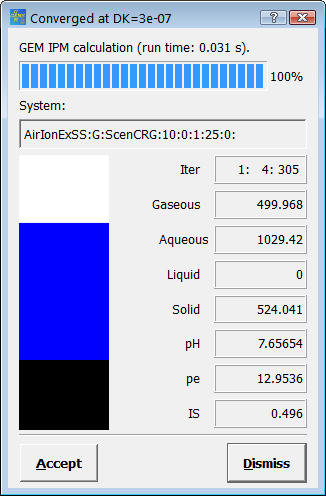 Converged at DK=3e-07
GEM IPM calculation (run time: 0.031 s).
100%
System:
AirIonExSS:G:ScenCRG:10:0:1:25:0:
Iter 1: 4: 305
Gaseous 499.968
Aqueous 1029.42
Liquid 0
Solid 524.041
pH 7.65654
pe 12.9536
IS 0.496
Accept Dismiss